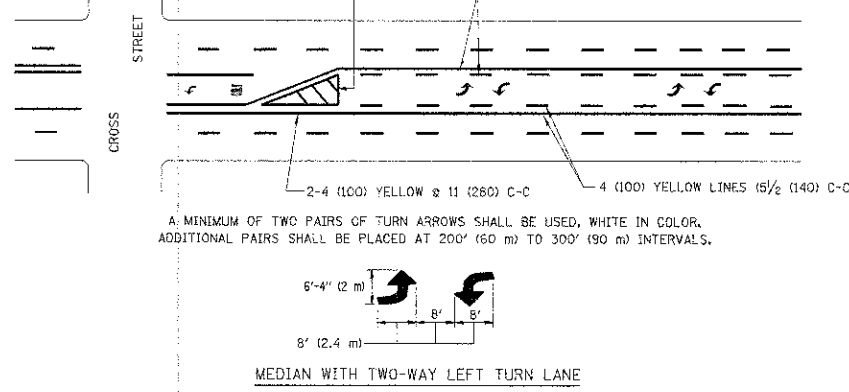 STREET
CROSS
2-4 (100) YELLOW @ 11 (280) C-C
4 (100) YELLOW LINES (5 1/2 (140) C-C
A MINIMUM OF TWO PAIRS OF TURN ARROWS SHALL BE USED, WHITE IN COLOR.
ADDITIONAL PAIRS SHALL BE PLACED AT 200' (60 m) TO 300' (90 m) INTERVALS.
6'-4" (2 m)
8' 8'
8' (2.4 m)
MEDIAN WITH TWO-WAY LEFT TURN LANE